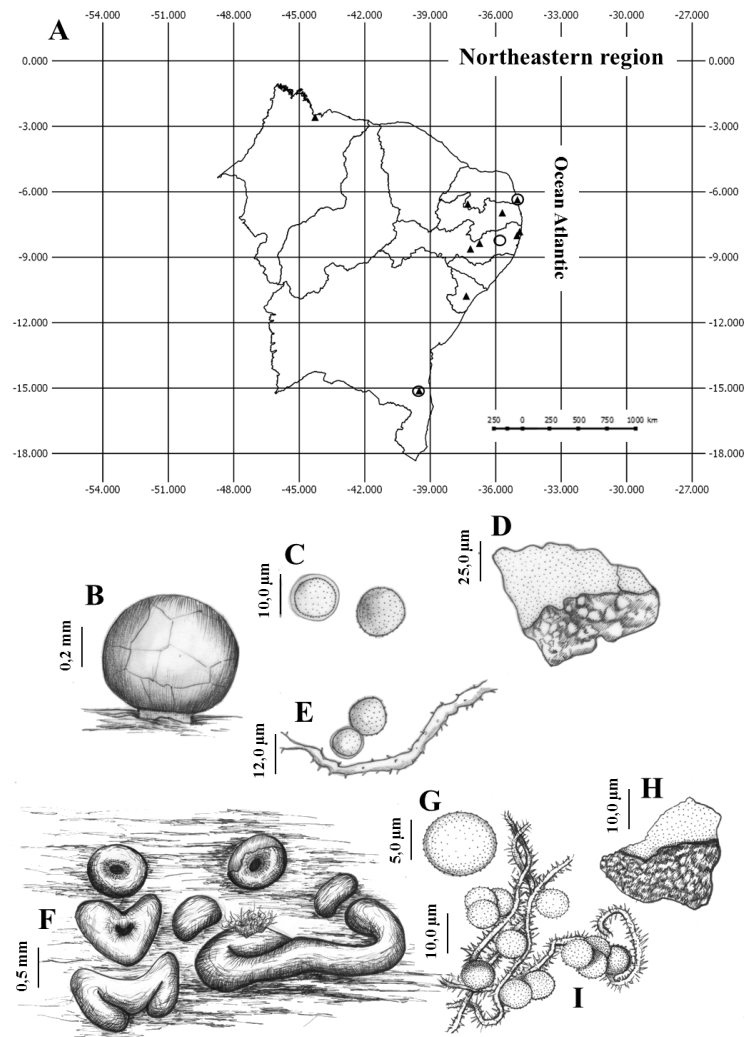 A
-54.000 -51.000 -48.000 -45.000 -42.000 -39.000 -36.000 -33.000 -30.000 -27.000
0.000 Northeastern region 0.000
-3.000 -3.000
Ocean Atlantic
-6.000 -6.000
-9.000 -9.000
-12.000 -12.000
-15.000 -15.000
250 0 250 500 750 1000 km
-18.000 -18.000
-54.000 -51.000 -48.000 -45.000 -42.000 -39.000 -36.000 -33.000 -30.000 -27.000
B
0,2 mm
C
10,0 µm
D
25,0 µm
E
12,0 µm
F
0,5 mm
G
5,0 µm
H
10,0 µm
10,0 µm
I